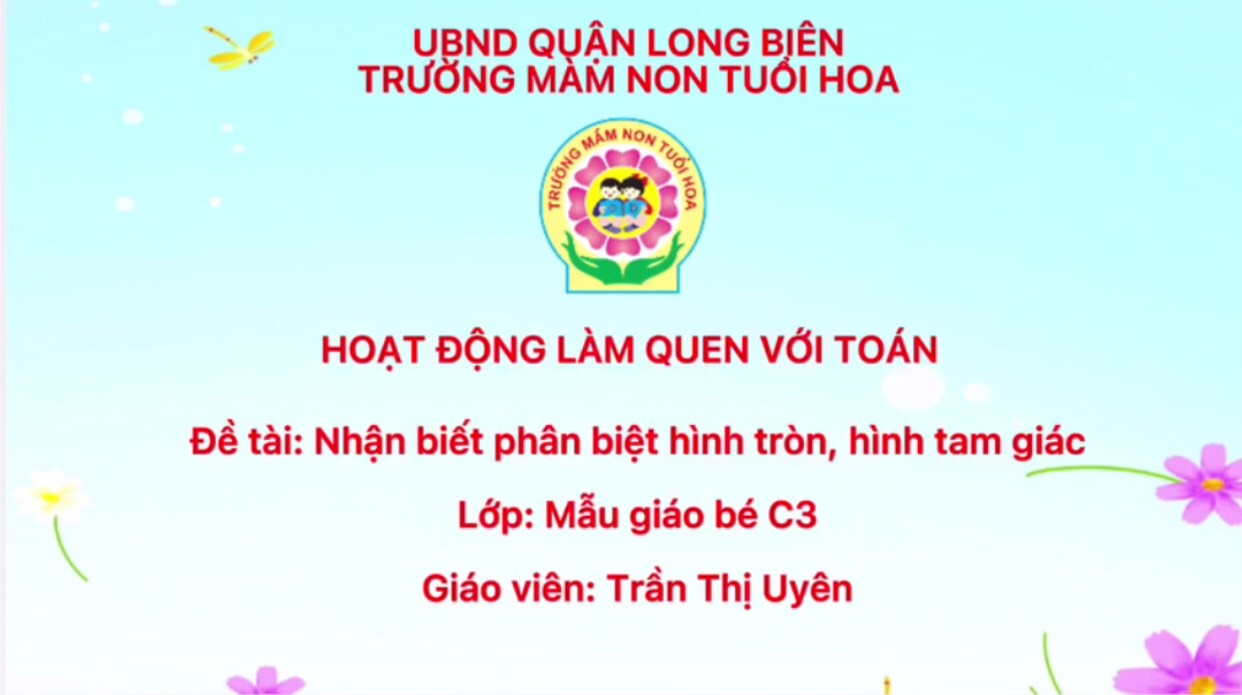 UBND QUẬN LONG BIÊN
TRƯỜNG MẦM NON TUỔI HOA
TRƯỜNG MẦM NON TUỔI HOA
HOẠT ĐỘNG LÀM QUEN VỚI TOÁN
Đề tài: Nhận biết phân biệt hình tròn, hình tam giác
Lớp: Mẫu giáo bé C3
Giáo viên: Trần Thị Uyên